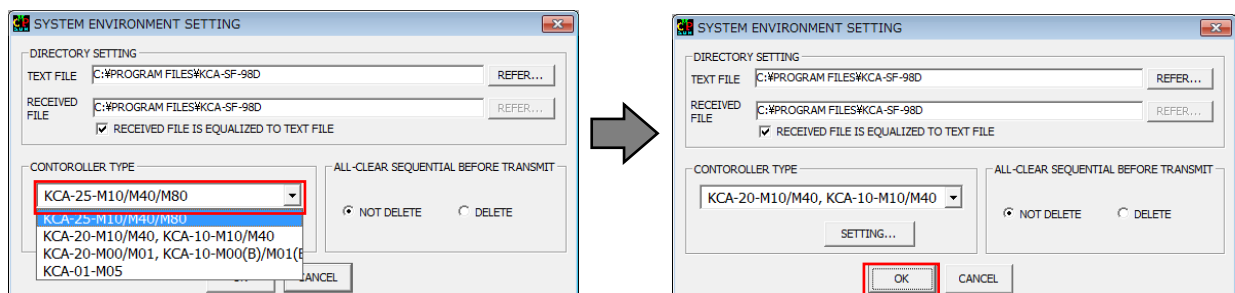 SYSTEM ENVIRONMENT SETTING
DIRECTORY SETTING
TEXT FILE C:¥PROGRAM FILES¥KCA-SF-98D REFER...
RECEIVED FILE C:¥PROGRAM FILES¥KCA-SF-98D REFER...
RECEIVED FILE IS EQUALIZED TO TEXT FILE
CONTOROLLER TYPE
KCA-25-M10/M40/M80
KCA-25-M10/M40/M80
KCA-20-M10/M40, KCA-10-M10/M40
KCA-20-M00/M01, KCA-10-M00(B)/M01(
KCA-01-M05
ALL-CLEAR SEQUENTIAL BEFORE TRANSMIT
NOT DELETE DELETE
CANCEL
SYSTEM ENVIRONMENT SETTING
DIRECTORY SETTING
TEXT FILE C:¥PROGRAM FILES¥KCA-SF-98D REFER...
RECEIVED FILE C:¥PROGRAM FILES¥KCA-SF-98D REFER...
RECEIVED FILE IS EQUALIZED TO TEXT FILE
CONTOROLLER TYPE
KCA-20-M10/M40, KCA-10-M10/M40
SETTING...
ALL-CLEAR SEQUENTIAL BEFORE TRANSMIT
NOT DELETE DELETE
OK CANCEL